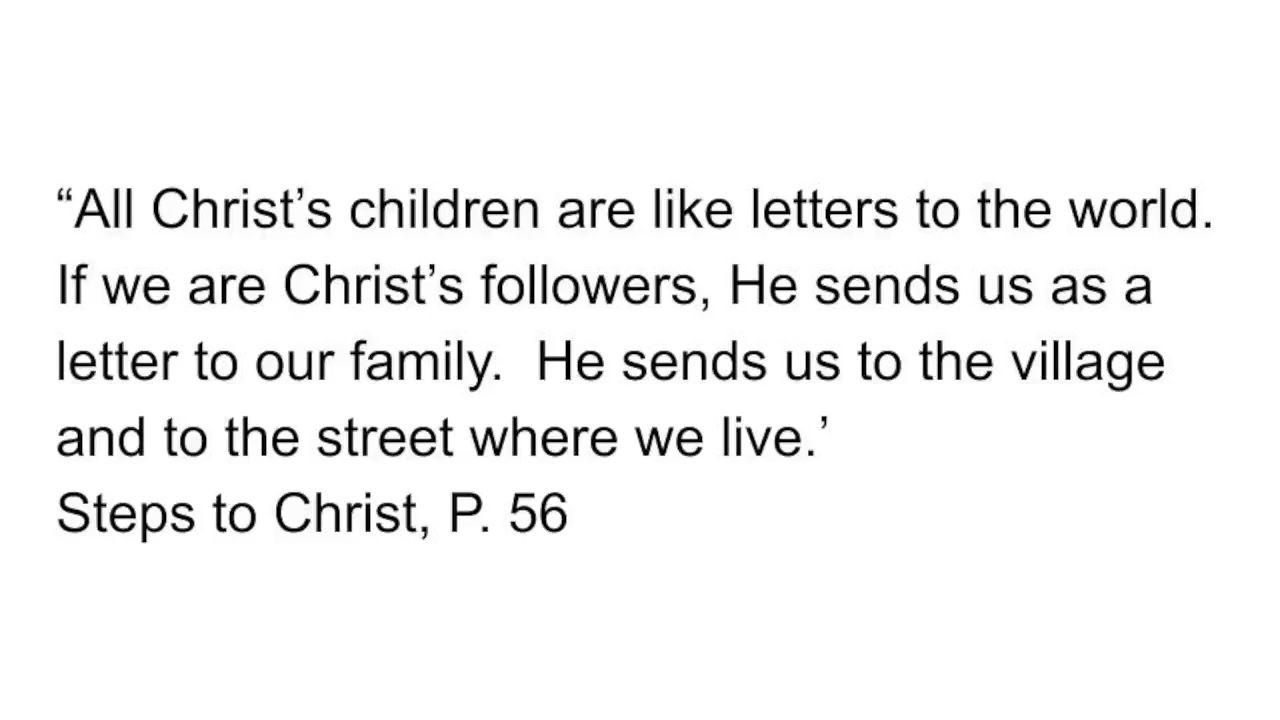 “All Christ’s children are like letters to the world.
If we are Christ’s followers, He sends us as a
letter to our family.  He sends us to the village
and to the street where we live.’
Steps to Christ, P. 56